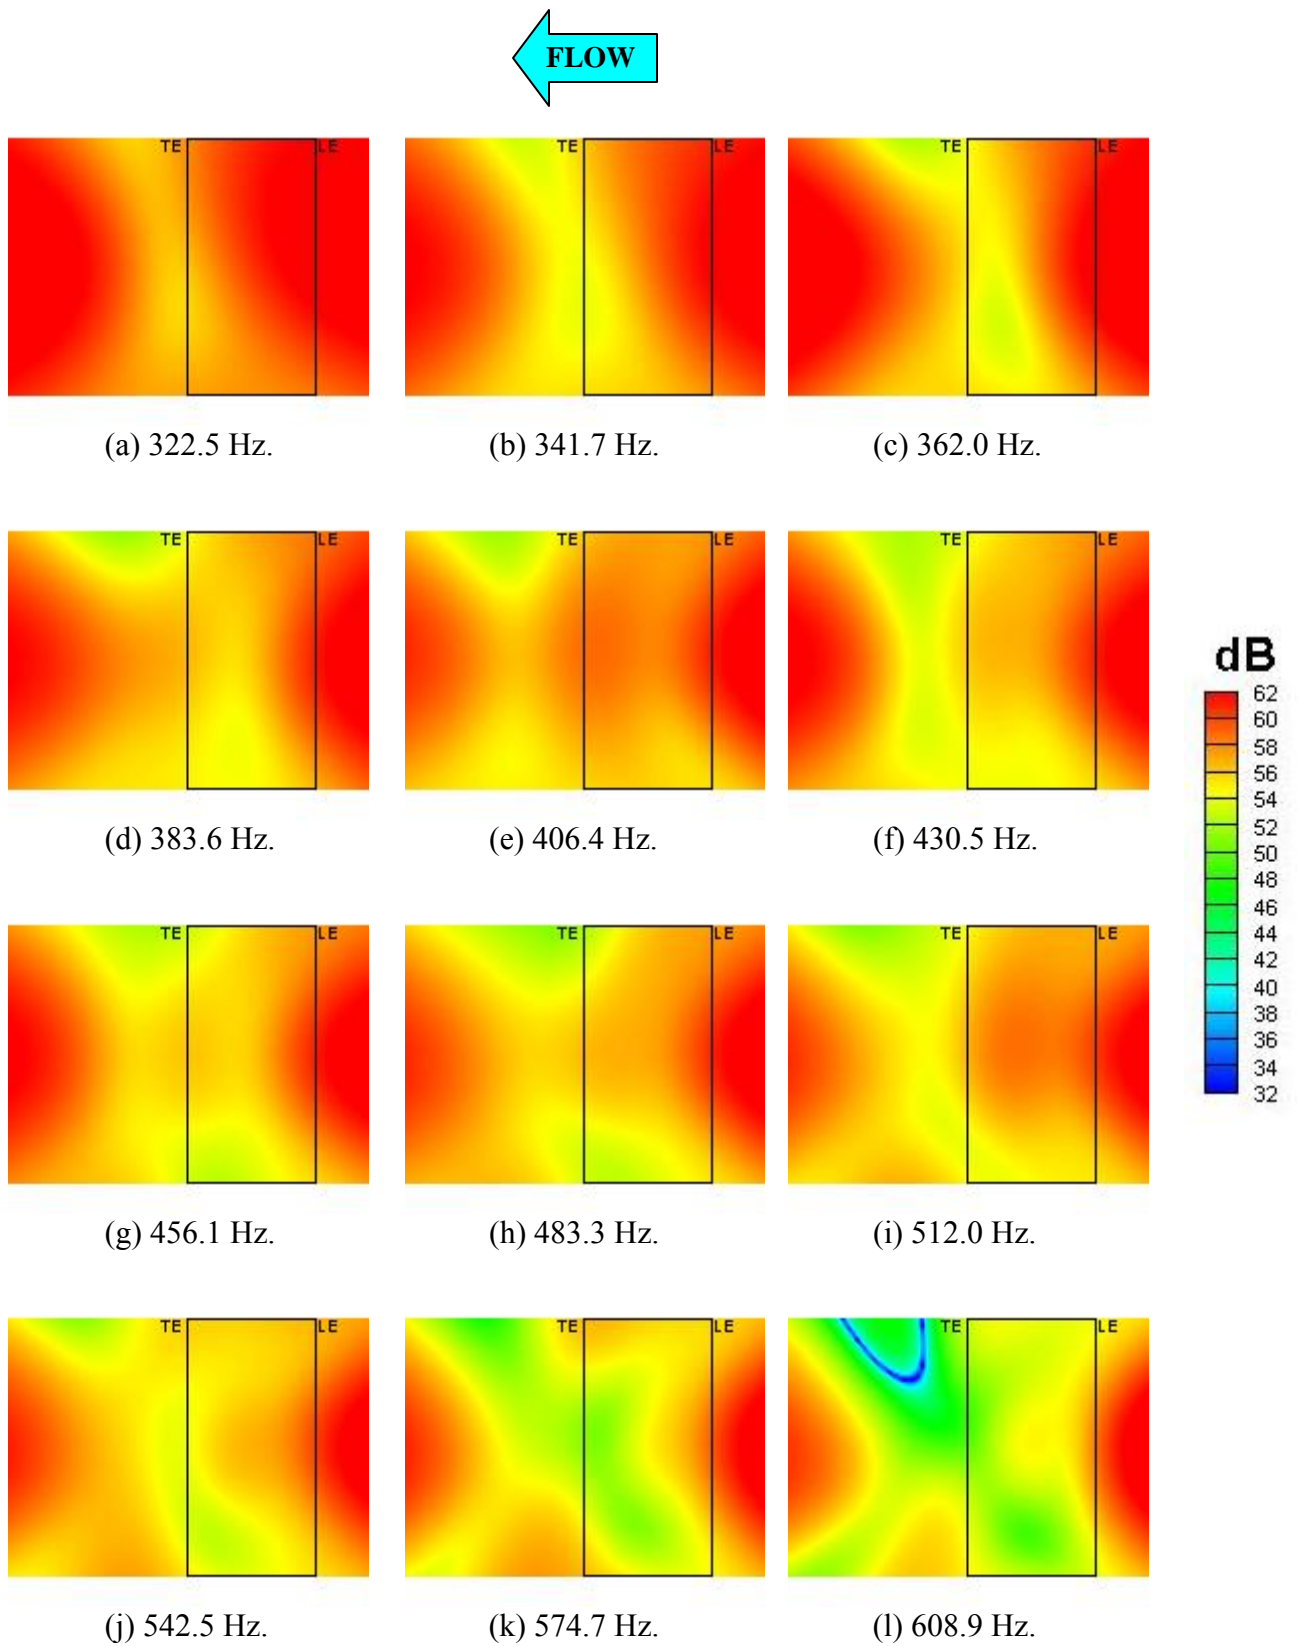 FLOW
TE LE TE LE TE LE
(a) 322.5 Hz. (b) 341.7 Hz. (c) 362.0 Hz.
TE LE TE LE TE LE
(d) 383.6 Hz. (e) 406.4 Hz. (f) 430.5 Hz.
dB
62
60
58
56
54
52
50
48
46
44
42
40
38
36
34
32
TE LE TE LE TE LE
(g) 456.1 Hz. (h) 483.3 Hz. (i) 512.0 Hz.
TE LE TE LE TE LE
(j) 542.5 Hz. (k) 574.7 Hz. (l) 608.9 Hz.